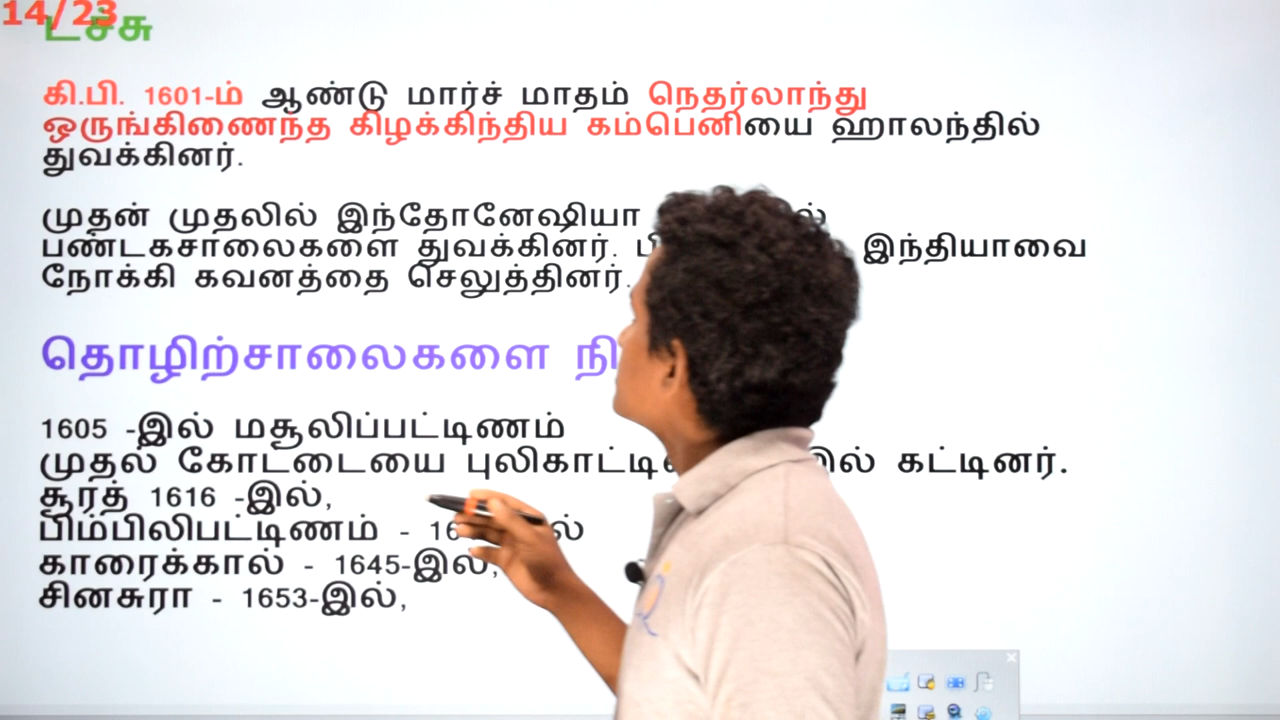 14/23
டச்சு
கி.பி. 1601-ம் ஆண்டு மார்ச் மாதம் நெதர்லாந்து
ஒருங்கிணைந்த கிழக்கிந்திய கம்பெனியை ஹாலந்தில்
துவக்கினர்.
முதன் முதலில் இந்தோனேஷியா
பண்டகசாலைகளை துவக்கினர். இந்தியாவை
நோக்கி கவனத்தை செலுத்தினர்.
தொழிற்சாலைகளை
1605 -இல் மசூலிப்பட்டிணம்
முதல் கோட்டையை கட்டினர்.
சூரத் 1616 -இல்,
பிம்பிலிபட்டிணம் -
காரைக்கால் - 1645-இல்,
சினசுரா - 1653-இல்,